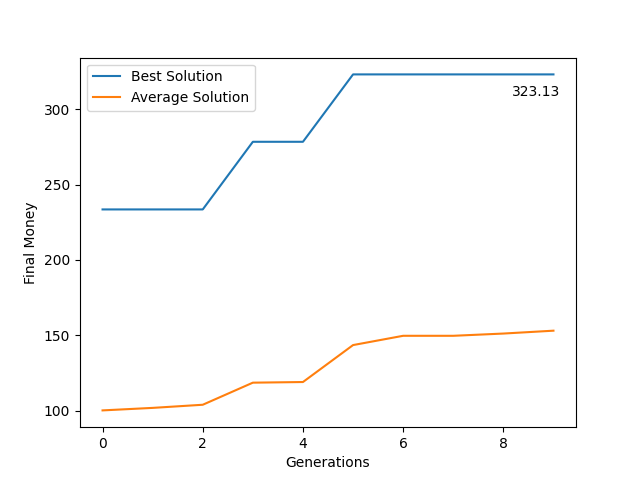 Best Solution
Average Solution
323.13
300
250
200
150
100
Final Money
0 2 4 6 8
Generations